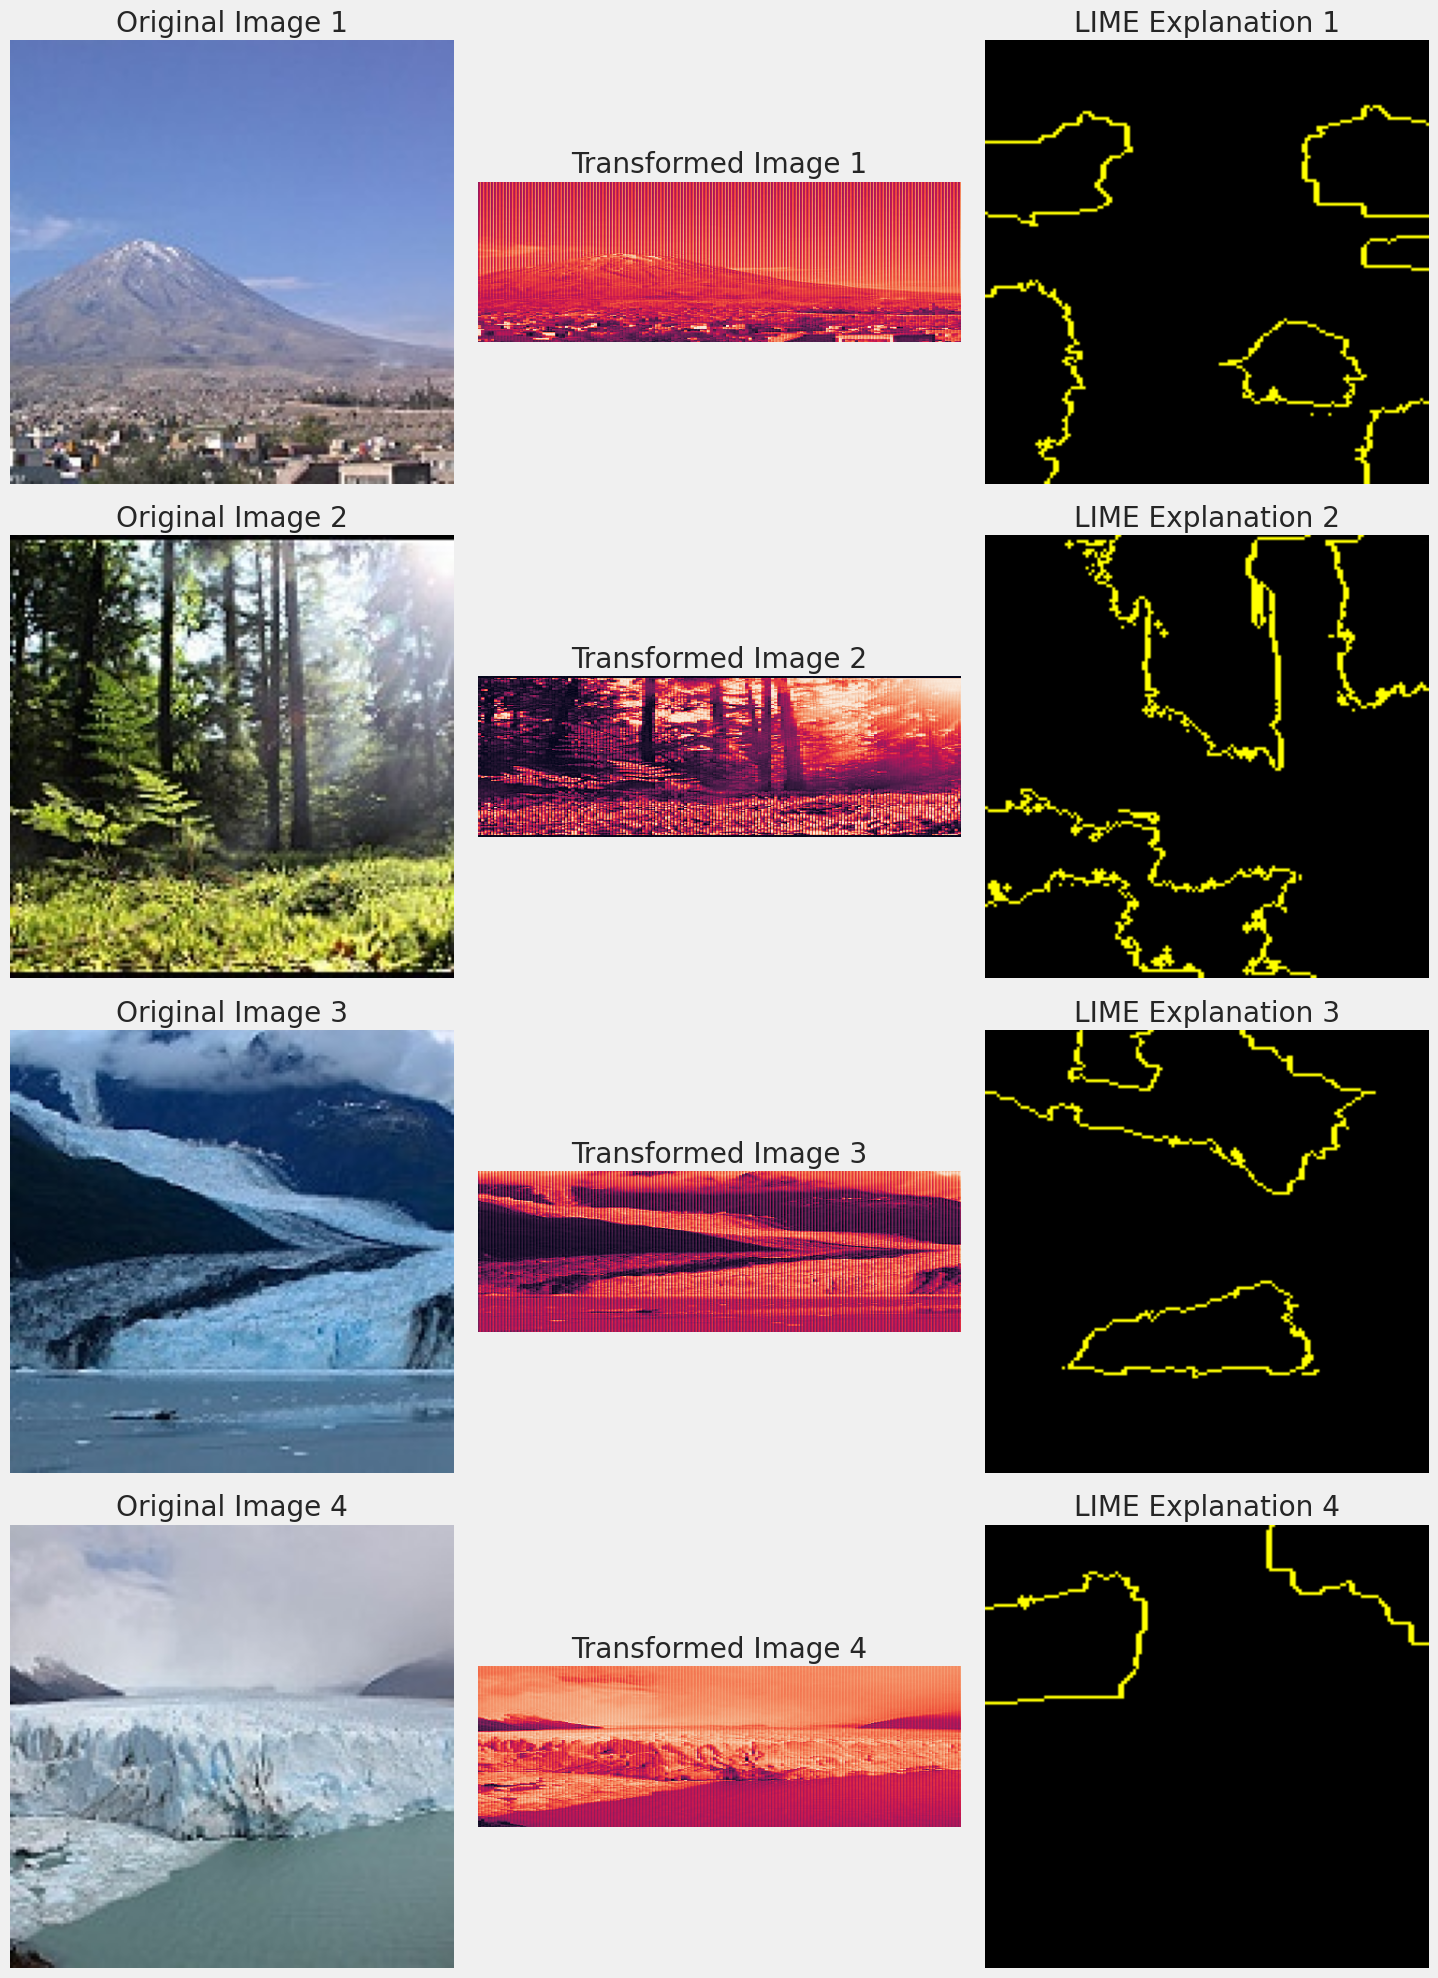 Original Image 1
LIME Explanation 1
Transformed Image 1
Original Image 2
LIME Explanation 2
Transformed Image 2
Original Image 3
LIME Explanation 3
Transformed Image 3
Original Image 4
LIME Explanation 4
Transformed Image 4